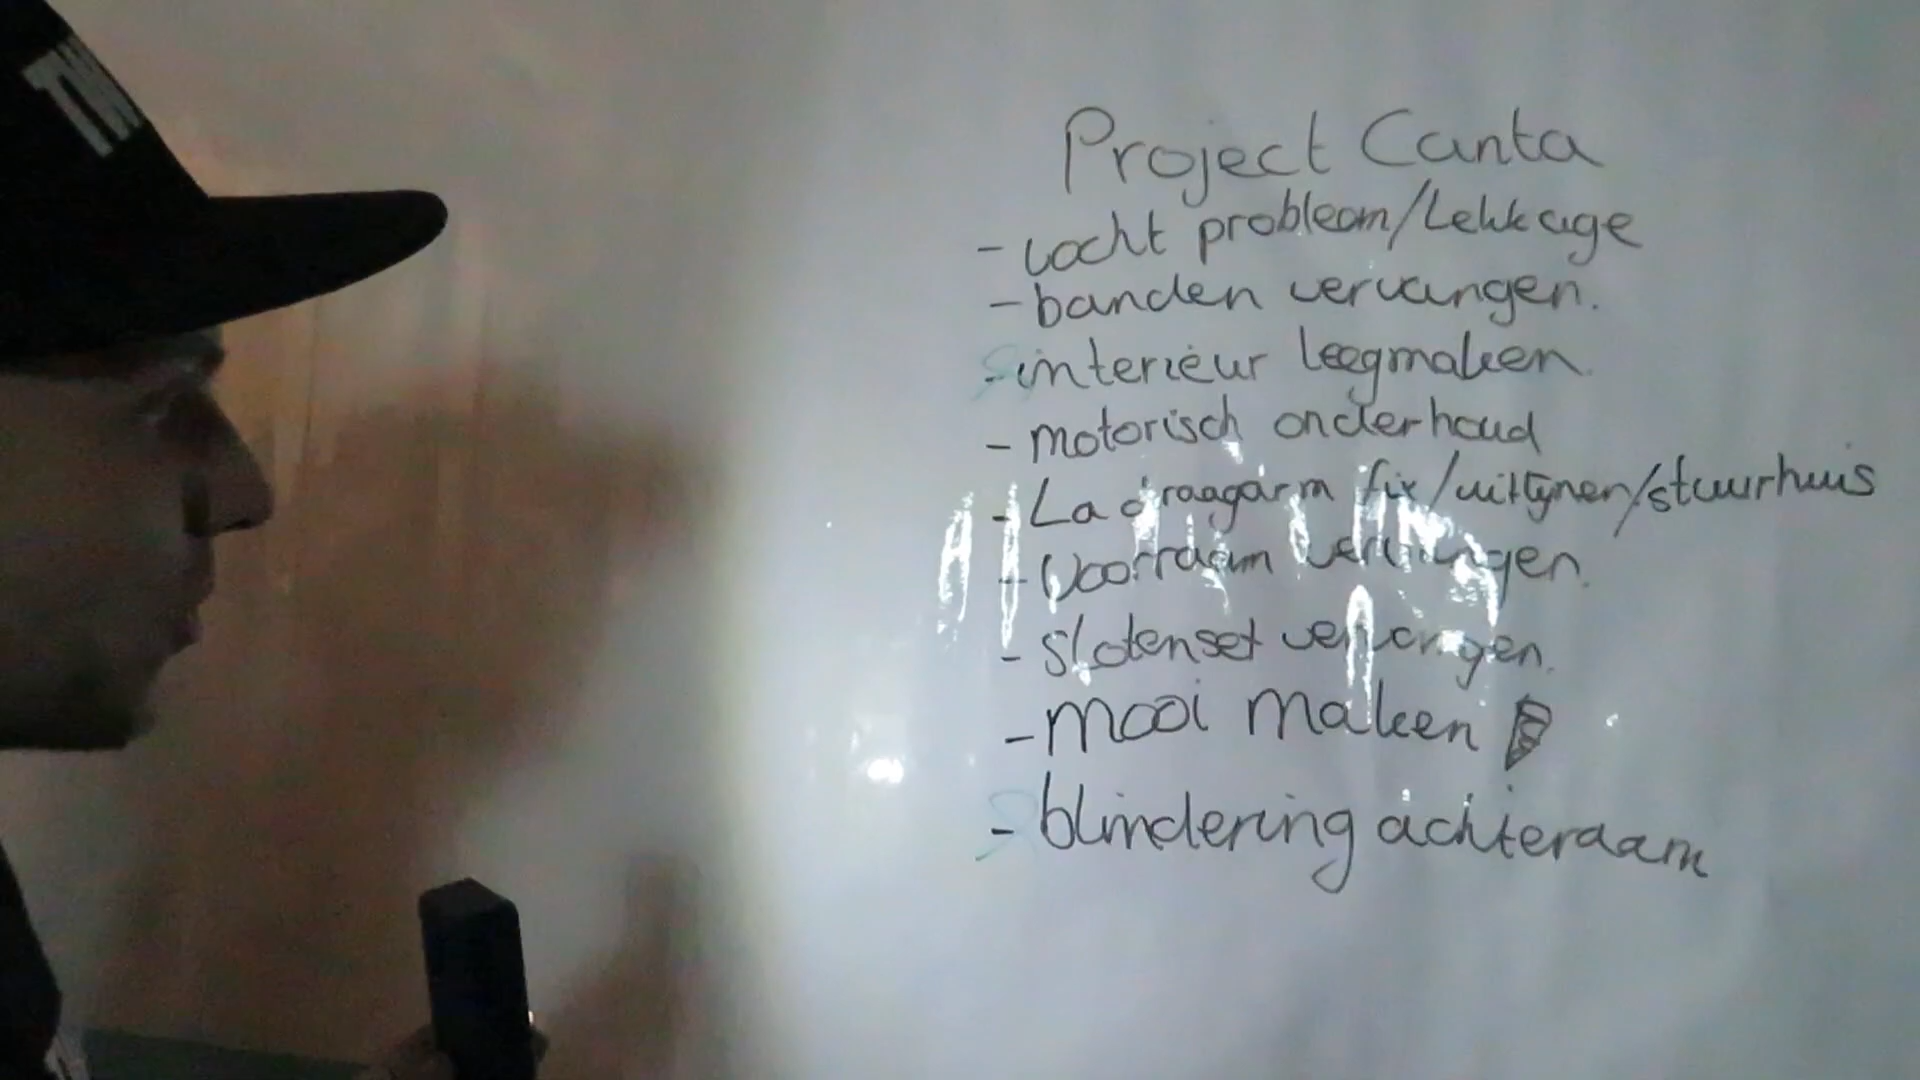 Project Canta
- vocht probleem/Lekkage
- banden vervangen.
- interieur leegmaken.
- motorisch onderhoud
- La draagarm fix/uitlijnen/stuurhuis
- Voorraam vervangen.
- slotenset vervangen.
- mooi maken
- blindering achteraam